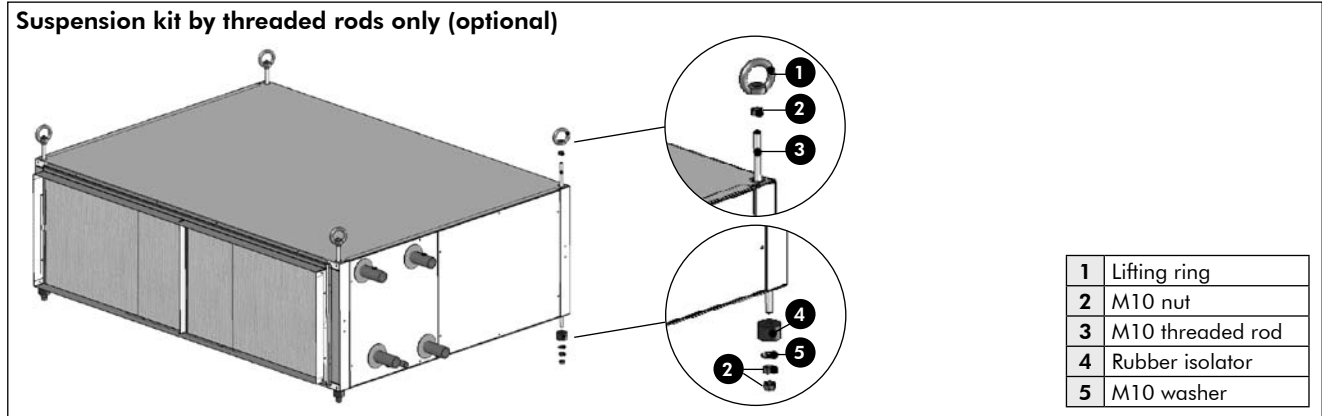 Suspension kit by threaded rods only (optional)
1
2
3
4
5
2
1 Lifting ring
2 M10 nut
3 M10 threaded rod
4 Rubber isolator
5 M10 washer